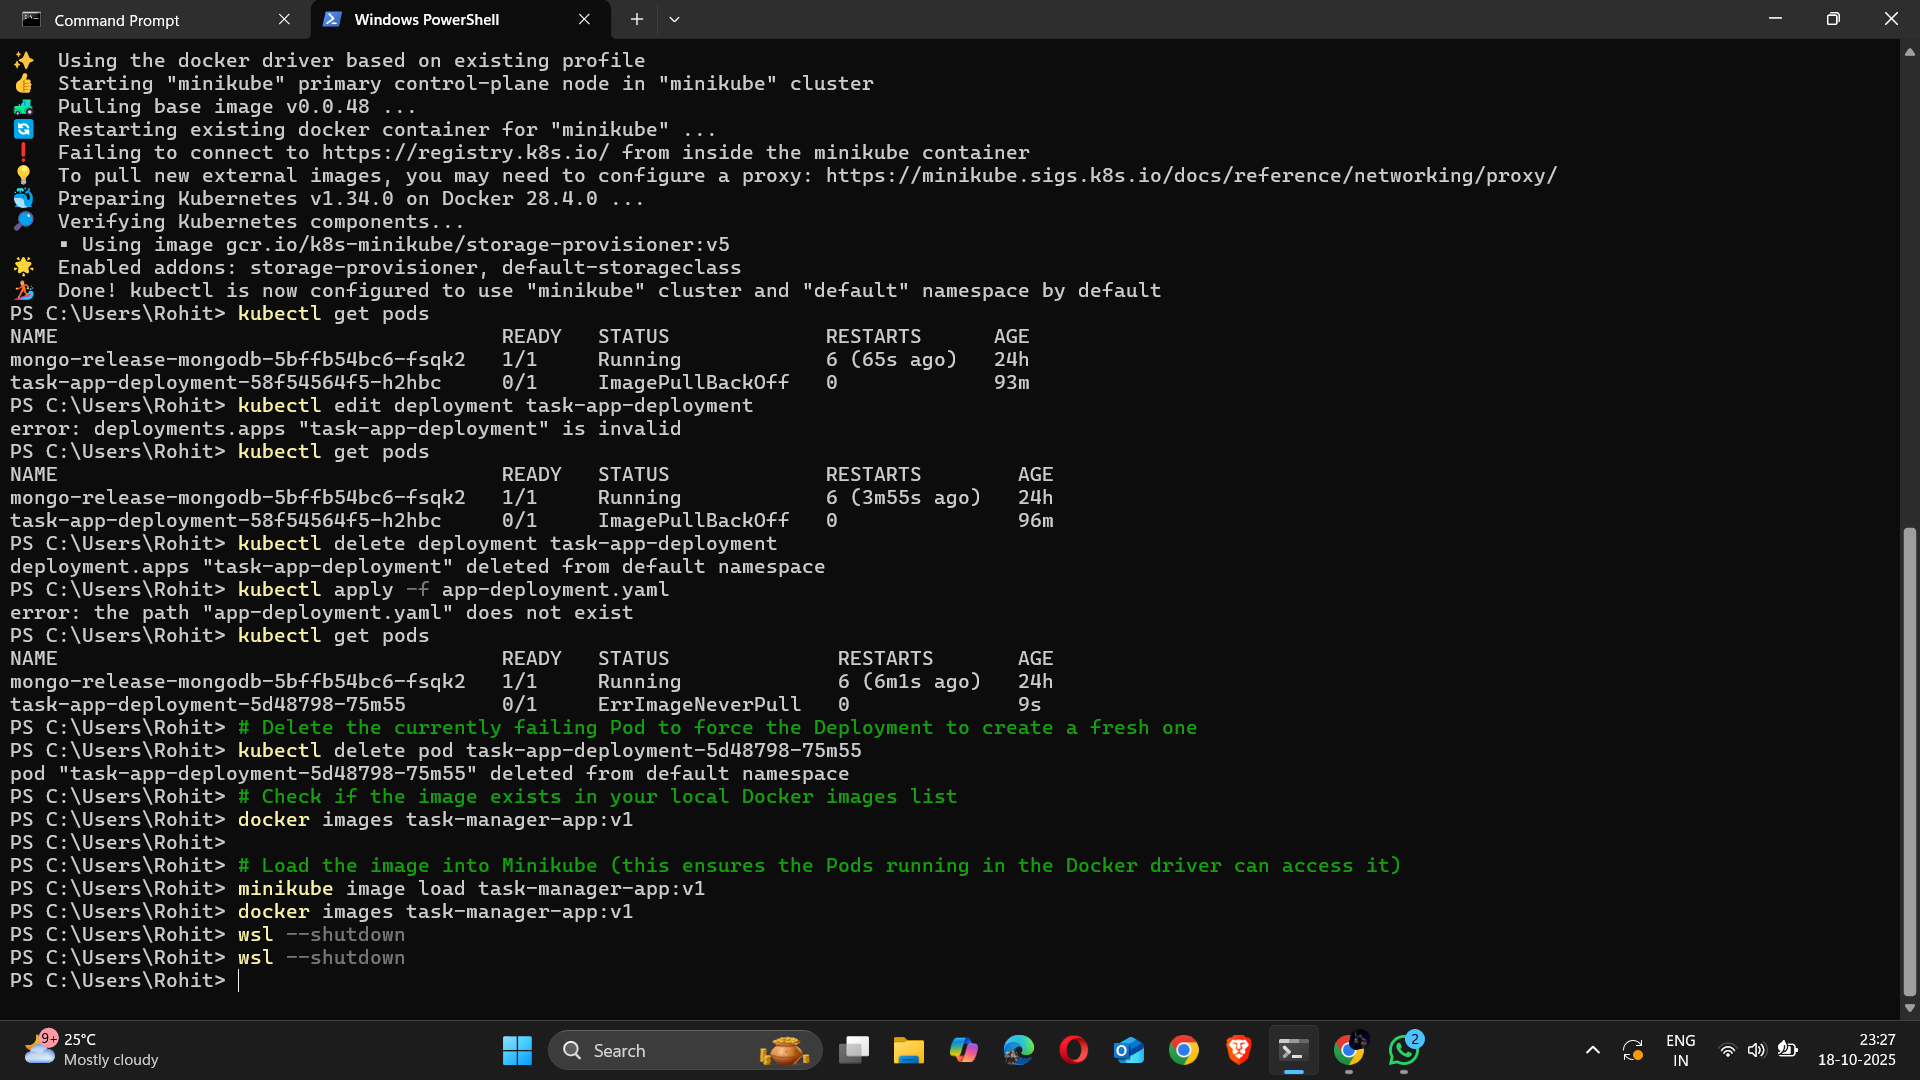 Command Prompt
Windows PowerShell
Using the docker driver based on existing profile
Starting "minikube" primary control-plane node in "minikube" cluster
Pulling base image v0.0.48 ...
Restarting existing docker container for "minikube" ...
Failing to connect to https://registry.k8s.io/ from inside the minikube container
To pull new external images, you may need to configure a proxy: https://minikube.sigs.k8s.io/docs/reference/networking/proxy/
Preparing Kubernetes v1.34.0 on Docker 28.4.0 ...
Verifying Kubernetes components...
▪ Using image gcr.io/k8s-minikube/storage-provisioner:v5
Enabled addons: storage-provisioner, default-storageclass
Done! kubectl is now configured to use "minikube" cluster and "default" namespace by default
PS C:\Users\Rohit> kubectl get pods
NAME READY STATUS RESTARTS AGE
mongo-release-mongodb-5bffb54bc6-fsqk2 1/1 Running 6 (65s ago) 24h
task-app-deployment-58f54564f5-h2hbc 0/1 ImagePullBackOff 0 93m
PS C:\Users\Rohit> kubectl edit deployment task-app-deployment
error: deployments.apps "task-app-deployment" is invalid
PS C:\Users\Rohit> kubectl get pods
NAME READY STATUS RESTARTS AGE
mongo-release-mongodb-5bffb54bc6-fsqk2 1/1 Running 6 (3m55s ago) 24h
task-app-deployment-58f54564f5-h2hbc 0/1 ImagePullBackOff 0 96m
PS C:\Users\Rohit> kubectl delete deployment task-app-deployment
deployment.apps "task-app-deployment" deleted from default namespace
PS C:\Users\Rohit> kubectl apply -f app-deployment.yaml
error: the path "app-deployment.yaml" does not exist
PS C:\Users\Rohit> kubectl get pods
NAME READY STATUS RESTARTS AGE
mongo-release-mongodb-5bffb54bc6-fsqk2 1/1 Running 6 (6m1s ago) 24h
task-app-deployment-5d48798-75m55 0/1 ErrImageNeverPull 0 9s
PS C:\Users\Rohit> # Delete the currently failing Pod to force the Deployment to create a fresh one
PS C:\Users\Rohit> kubectl delete pod task-app-deployment-5d48798-75m55
pod "task-app-deployment-5d48798-75m55" deleted from default namespace
PS C:\Users\Rohit> # Check if the image exists in your local Docker images list
PS C:\Users\Rohit> docker images task-manager-app:v1
PS C:\Users\Rohit>
PS C:\Users\Rohit> # Load the image into Minikube (this ensures the Pods running in the Docker driver can access it)
PS C:\Users\Rohit> minikube image load task-manager-app:v1
PS C:\Users\Rohit> docker images task-manager-app:v1
PS C:\Users\Rohit> wsl --shutdown
PS C:\Users\Rohit> wsl --shutdown
PS C:\Users\Rohit>
9+
25°C
Mostly cloudy
Search
2
ENG
IN
23:27
18-10-2025